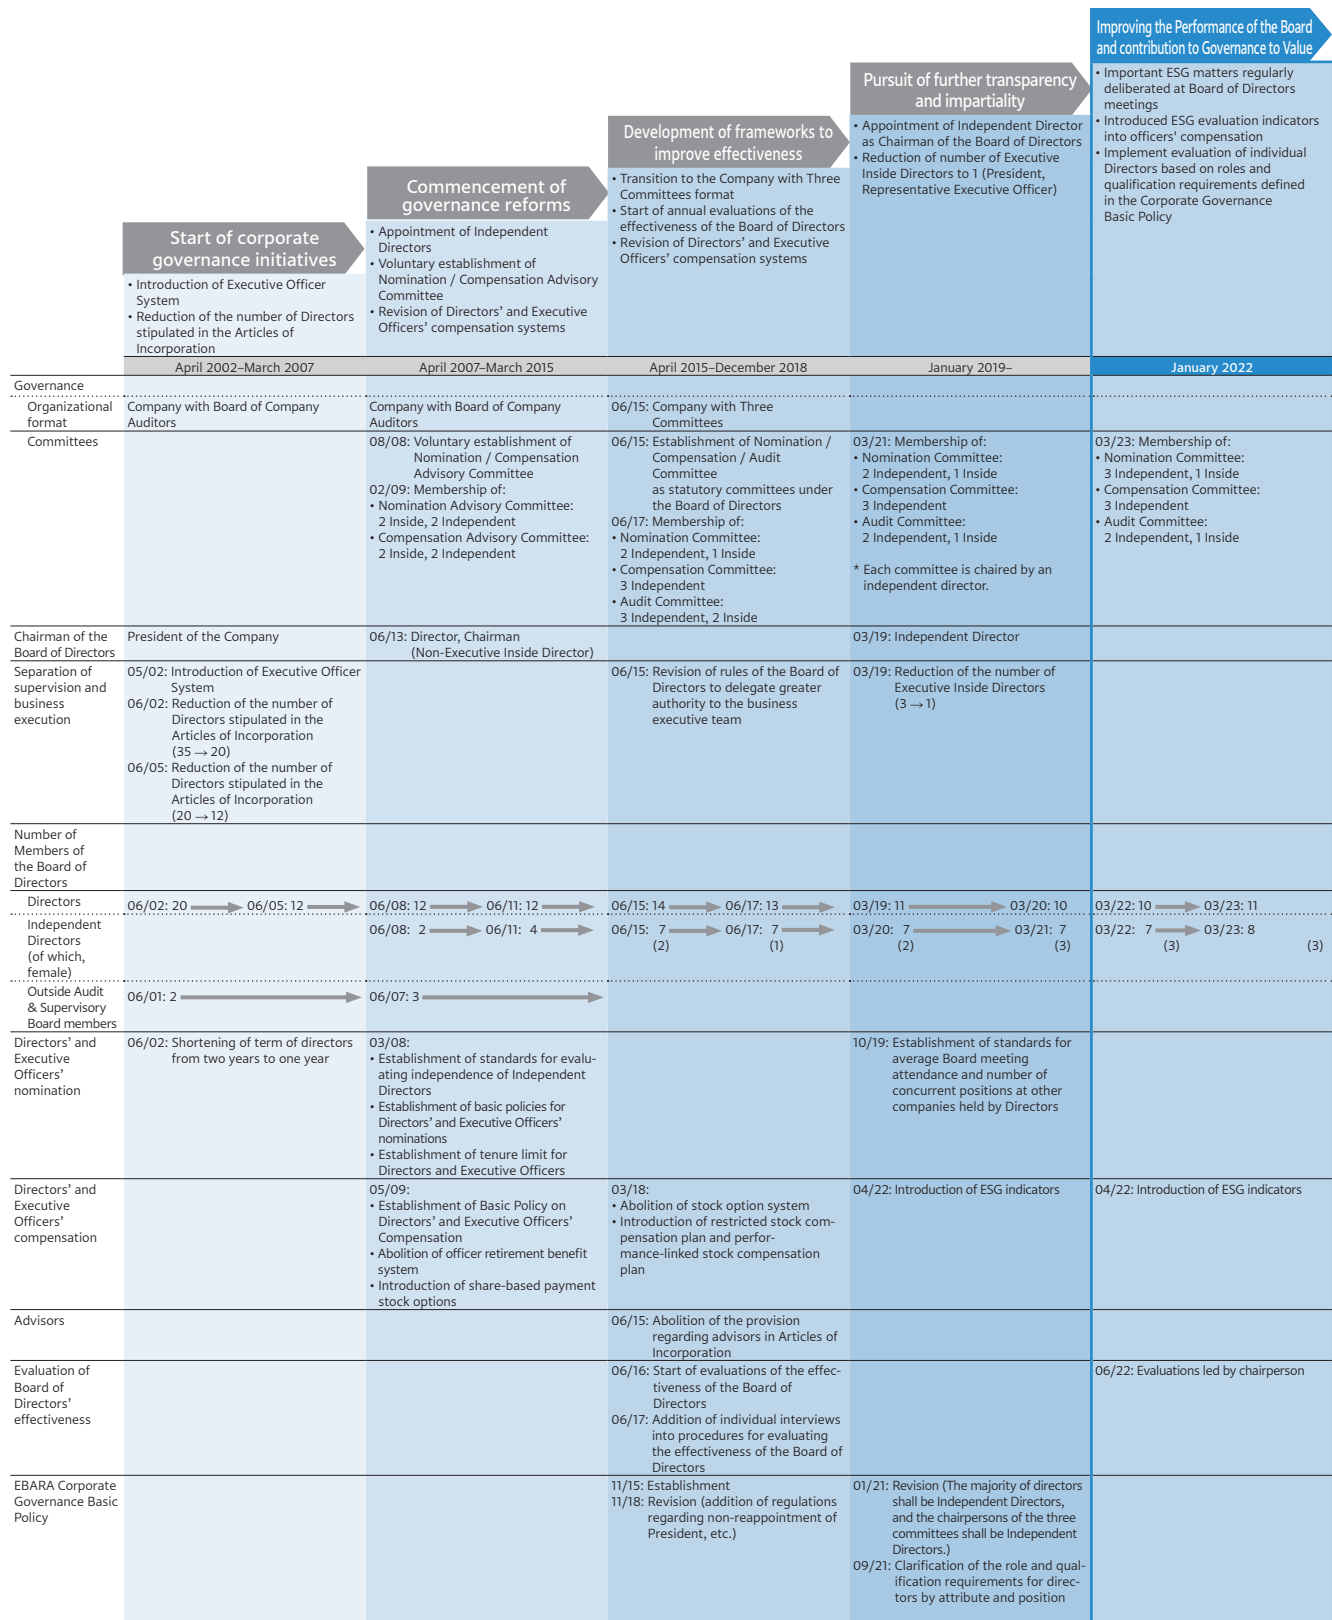 Improving the Performance of the Board
and contribution to Governance to Value
• Important ESG matters regularly
deliberated at Board of Directors
meetings
• Introduced ESG evaluation indicators
into officers' compensation
• Implement evaluation of individual
Directors based on roles and
qualification requirements defined
in the Corporate Governance
Basic Policy
Pursuit of further transparency
and impartiality
• Appointment of Independent Director
as Chairman of the Board of Directors
• Reduction of number of Executive
Inside Directors to 1 (President,
Representative Executive Officer)
Development of frameworks to
improve effectiveness
• Transition to the Company with Three
Committees format
• Start of annual evaluations of the
effectiveness of the Board of Directors
• Revision of Directors’ and Executive
Officers’ compensation systems
Commencement of
governance reforms
• Appointment of Independent
Directors
• Voluntary establishment of
Nomination / Compensation Advisory
Committee
• Revision of Directors’ and Executive
Officers’ compensation systems
Start of corporate
governance initiatives
• Introduction of Executive Officer
System
• Reduction of the number of Directors
stipulated in the Articles of
Incorporation
April 2002–March 2007
April 2007–March 2015
April 2015–December 2018
January 2019–
January 2022
Governance
Organizational
format
Company with Board of Company
Auditors
Company with Board of Company
Auditors
06/15: Company with Three
Committees
Committees
08/08: Voluntary establishment of
Nomination / Compensation
Advisory Committee
02/09: Membership of:
• Nomination Advisory Committee:
2 Inside, 2 Independent
• Compensation Advisory Committee:
2 Inside, 2 Independent
06/15: Establishment of Nomination /
Compensation / Audit
Committee
as statutory committees under
the Board of Directors
06/17: Membership of:
• Nomination Committee:
2 Independent, 1 Inside
• Compensation Committee:
3 Independent
• Audit Committee:
3 Independent, 2 Inside
03/21: Membership of:
• Nomination Committee:
2 Independent, 1 Inside
• Compensation Committee:
3 Independent
• Audit Committee:
2 Independent, 1 Inside
* Each committee is chaired by an
independent director.
03/23: Membership of:
• Nomination Committee:
3 Independent, 1 Inside
• Compensation Committee:
3 Independent
• Audit Committee:
2 Independent, 1 Inside
Chairman of the
Board of Directors
President of the Company
06/13: Director, Chairman
(Non-Executive Inside Director)
03/19: Independent Director
Separation of
supervision and
business
execution
05/02: Introduction of Executive Officer
System
06/02: Reduction of the number of
Directors stipulated in the
Articles of Incorporation
(35 → 20)
06/05: Reduction of the number of
Directors stipulated in the
Articles of Incorporation
(20 → 12)
06/15: Revision of rules of the Board of
Directors to delegate greater
authority to the business
executive team
03/19: Reduction of the number of
Executive Inside Directors
(3 → 1)
Number of
Members of
the Board of
Directors
Directors
06/02: 20 06/05: 12
06/08: 12 06/11: 12
06/15: 14 06/17: 13
03/19: 11 03/20: 10
03/22: 10 03/23: 11
Independent
Directors
(of which,
female)
06/08: 2 06/11: 4
06/15: 7 06/17: 7
(2) (1)
03/20: 7 03/21: 7
(2) (3)
03/22: 7 03/23: 8
(3) (3)
Outside Audit
& Supervisory
Board members
06/01: 2
06/07: 3
Directors’ and
Executive
Officers’
nomination
06/02: Shortening of term of directors
from two years to one year
03/08:
• Establishment of standards for evalu-
ating independence of Independent
Directors
• Establishment of basic policies for
Directors’ and Executive Officers’
nominations
• Establishment of tenure limit for
Directors and Executive Officers
10/19: Establishment of standards for
average Board meeting
attendance and number of
concurrent positions at other
companies held by Directors
Directors’ and
Executive
Officers’
compensation
05/09:
• Establishment of Basic Policy on
Directors’ and Executive Officers’
Compensation
• Abolition of officer retirement benefit
system
• Introduction of share-based payment
stock options
03/18:
• Abolition of stock option system
• Introduction of restricted stock com-
pensation plan and perfor-
mance-linked stock compensation
plan
04/22: Introduction of ESG indicators
04/22: Introduction of ESG indicators
Advisors
06/15: Abolition of the provision
regarding advisors in Articles of
Incorporation
Evaluation of
Board of
Directors’
effectiveness
06/16: Start of evaluations of the effec-
tiveness of the Board of
Directors
06/17: Addition of individual interviews
into procedures for evaluating
the effectiveness of the Board of
Directors
06/22: Evaluations led by chairperson
EBARA Corporate
Governance Basic
Policy
11/15: Establishment
11/18: Revision (addition of regulations
regarding non-reappointment of
President, etc.)
01/21: Revision (The majority of directors
shall be Independent Directors,
and the chairpersons of the three
committees shall be Independent
Directors.)
09/21: Clarification of the role and qual-
ification requirements for direc-
tors by attribute and position